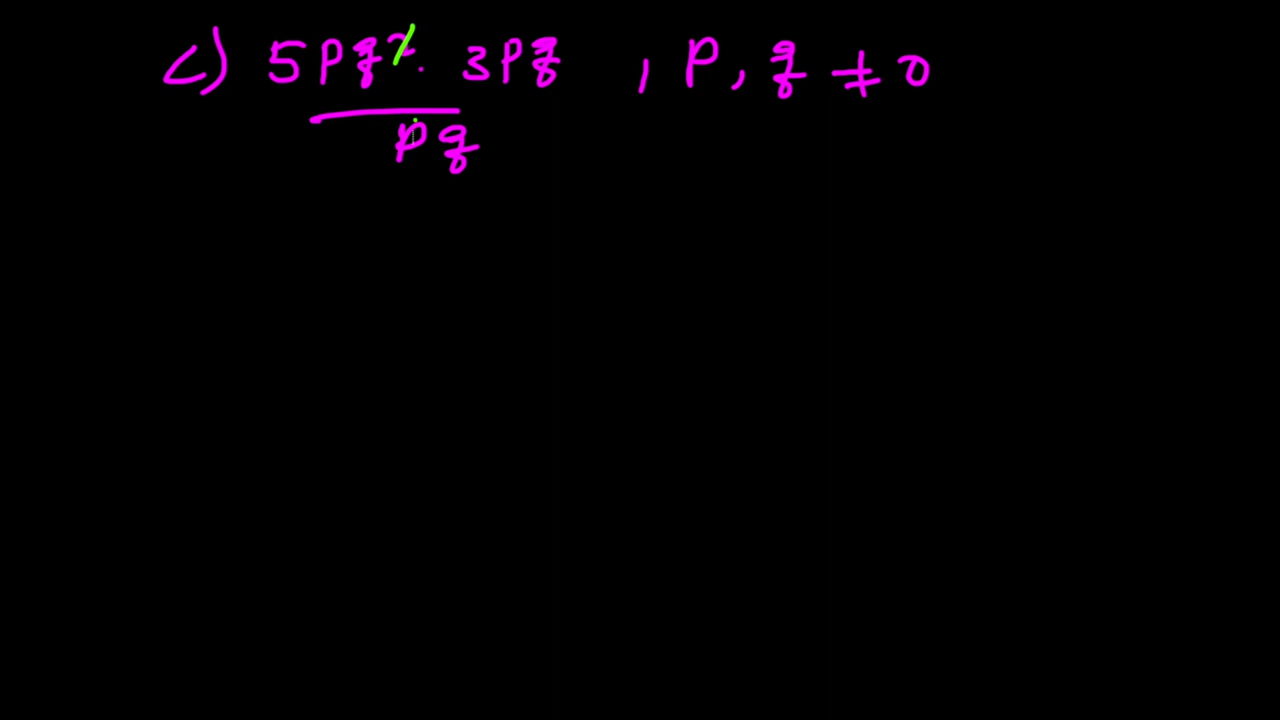 c) 5pq². 3pq , p, q ≠ 0
pq